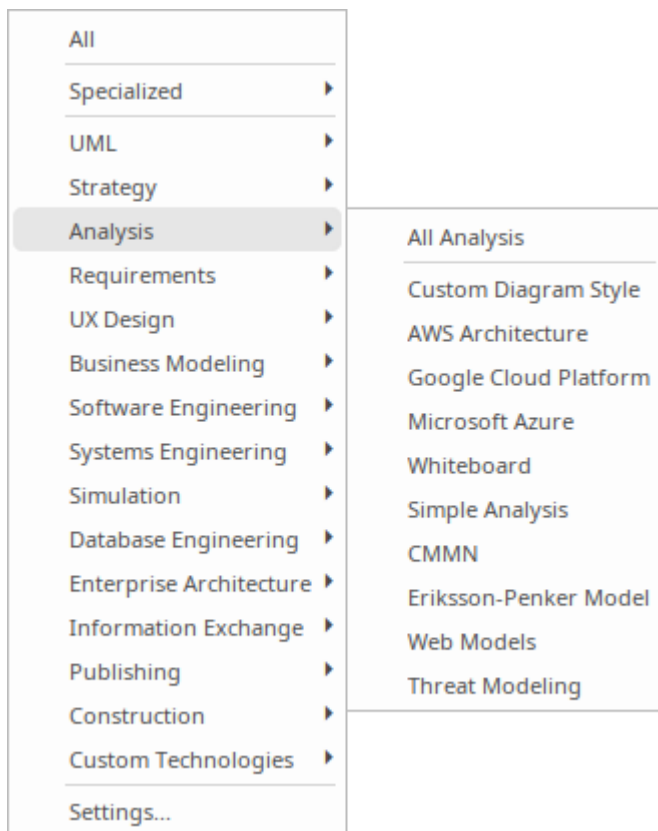 All
Specialized
UML
Strategy
Analysis
Requirements
UX Design
Business Modeling
Software Engineering
Systems Engineering
Simulation
Database Engineering
Enterprise Architecture
Information Exchange
Publishing
Construction
Custom Technologies
Settings...
All Analysis
Custom Diagram Style
AWS Architecture
Google Cloud Platform
Microsoft Azure
Whiteboard
Simple Analysis
CMMN
Eriksson-Penker Model
Web Models
Threat Modeling